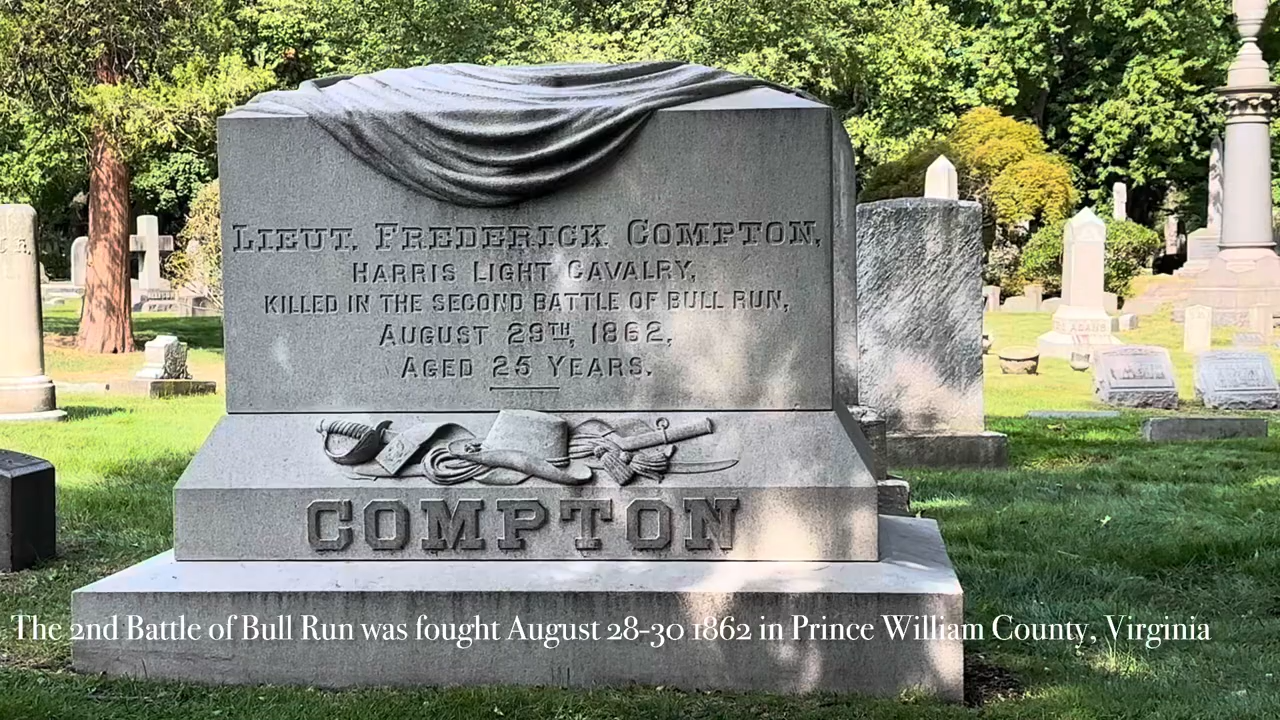 LIEUT. FREDERICK COMPTON,
HARRIS LIGHT CAVALRY,
KILLED IN THE SECOND BATTLE OF BULL RUN,
AUGUST 29TH, 1862,
AGED 25 YEARS.
COMPTON
The 2nd Battle of Bull Run was fought August 28-30 1862 in Prince William County, Virginia